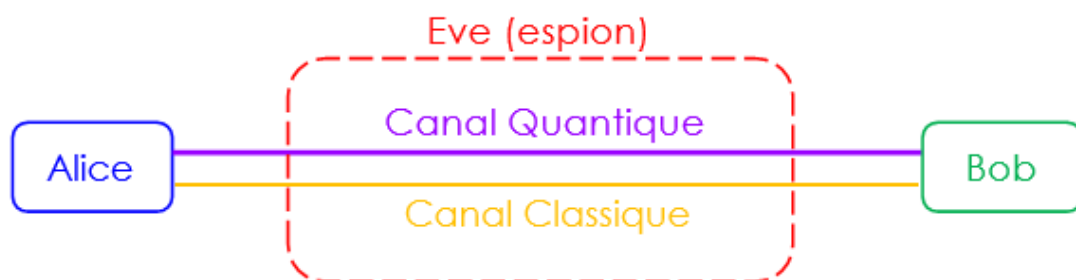 Eve (espion)
Canal Quantique
Alice
Bob
Canal Classique